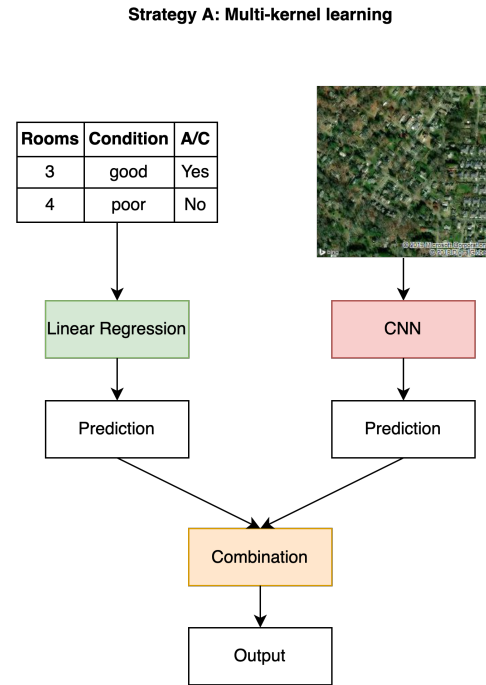 Strategy A: Multi-kernel learning
Rooms Condition A/C
3 good Yes
4 poor No
Linear Regression
CNN
Prediction
Prediction
Combination
Output